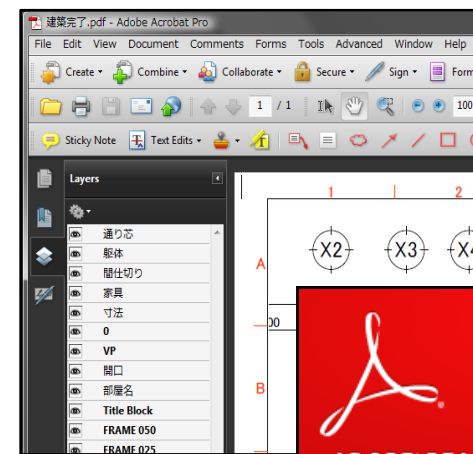 建築完了.pdf - Adobe Acrobat Pro
File Edit View Document Comments Forms Tools Advanced Window Help
Create Combine Collaborate Secure Sign Form
1 / 1 100
Sticky Note Text Edits
Layers
通り芯
躯体
間仕切り
家具
寸法
0
VP
開口
部屋名
Title Block
FRAME 050
FRAME 025
1 2
X2 X3 X4
A
00
B